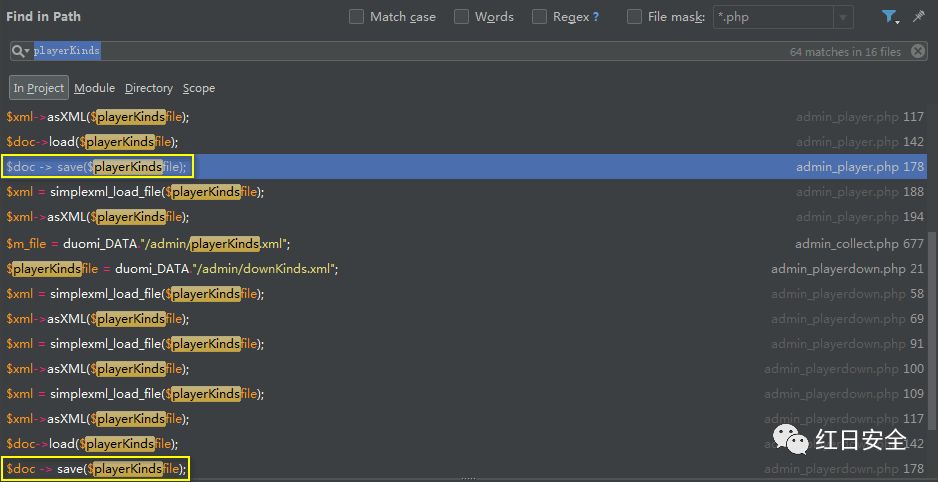 Find in Path
Match case Words Regex ? File mask: *.php
playerKinds 64 matches in 16 files
In Project Module Directory Scope
$xml->asXML($playerKindsfile); admin_player.php 117
$doc->load($playerKindsfile); admin_player.php 142
$doc -> save($playerKindsfile); admin_player.php 178
$xml = simplexml_load_file($playerKindsfile); admin_player.php 188
$xml->asXML($playerKindsfile); admin_player.php 194
$m_file = duomi_DATA."/admin/playerKinds.xml"; admin_collect.php 677
$playerKindsfile = duomi_DATA."/admin/downKinds.xml"; admin_playerdown.php 21
$xml = simplexml_load_file($playerKindsfile); admin_playerdown.php 58
$xml->asXML($playerKindsfile); admin_playerdown.php 69
$xml = simplexml_load_file($playerKindsfile); admin_playerdown.php 91
$xml->asXML($playerKindsfile); admin_playerdown.php 100
$xml = simplexml_load_file($playerKindsfile); admin_playerdown.php 109
$xml->asXML($playerKindsfile); admin_playerdown.php 117
$doc->load($playerKindsfile); 142
$doc -> save($playerKindsfile); admin_playerdown.php 178
红日安全